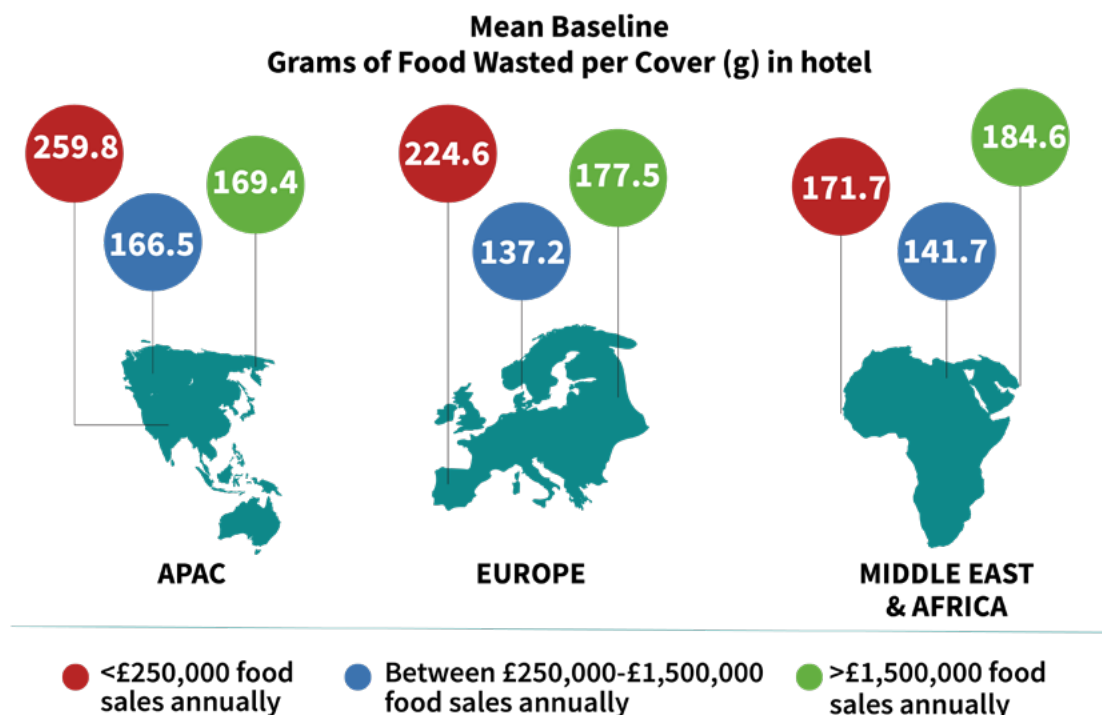 Mean Baseline
Grams of Food Wasted per Cover (g) in hotel
259.8
166.5
169.4
224.6
137.2
177.5
171.7
141.7
184.6
APAC
EUROPE
MIDDLE EAST
& AFRICA
<£250,000 food
sales annually
Between £250,000-£1,500,000
food sales annually
>£1,500,000 food
sales annually